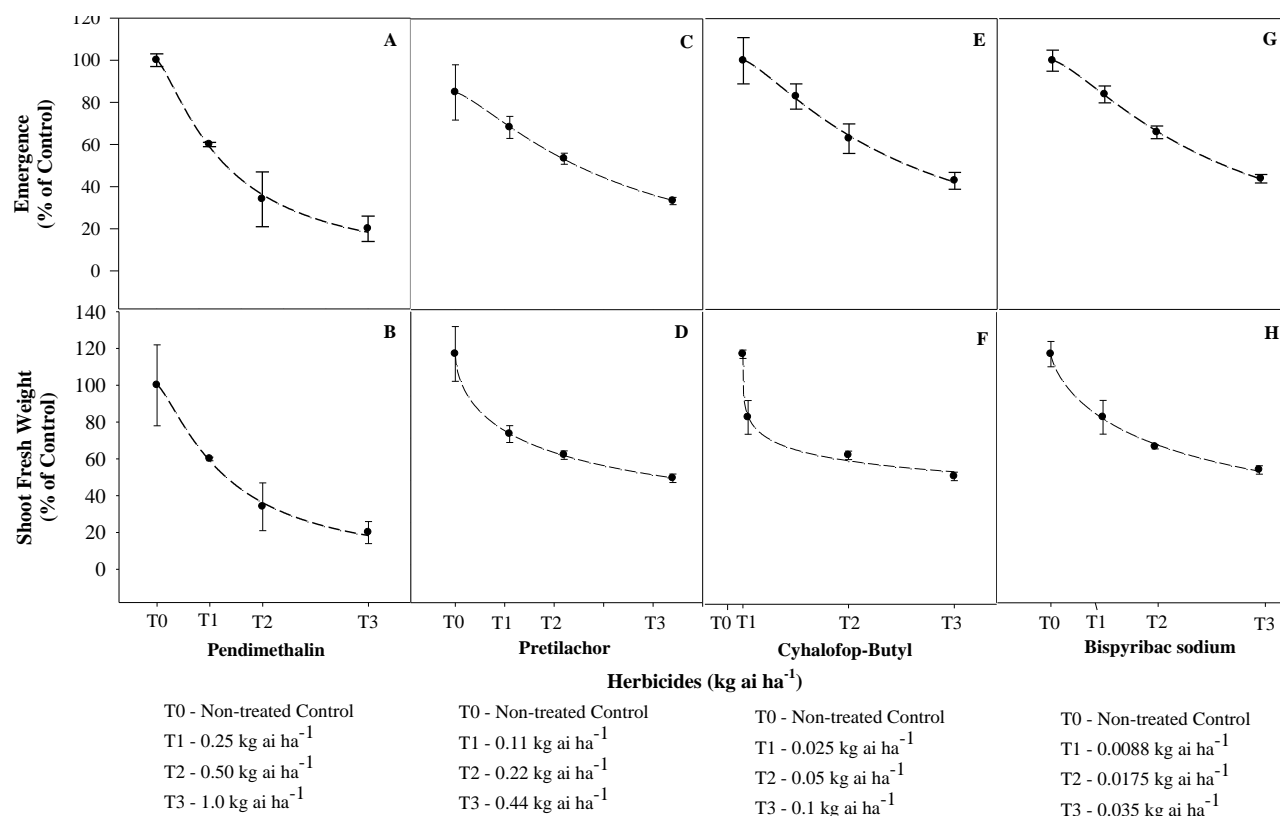 120
100
80
60
40
20
0
Emergence
(% of Control)
A
C
E
G
140
120
100
80
60
40
20
0
Shoot Fresh Weight
(% of Control)
B
D
F
H
T0 T1 T2 T3
T0 T1 T2 T3
T0 T1 T2 T3
T0 T1 T2 T3
Pendimethalin
Pretilachor
Cyhalofop-Butyl
Bispyribac sodium
Herbicides (kg ai ha⁻¹)
T0 - Non-treated Control
T1 - 0.25 kg ai ha⁻¹
T2 - 0.50 kg ai ha⁻¹
T3 - 1.0 kg ai ha⁻¹
T0 - Non-treated Control
T1 - 0.11 kg ai ha⁻¹
T2 - 0.22 kg ai ha⁻¹
T3 - 0.44 kg ai ha⁻¹
T0 - Non-treated Control
T1 - 0.025 kg ai ha⁻¹
T2 - 0.05 kg ai ha⁻¹
T3 - 0.1 kg ai ha⁻¹
T0 - Non-treated Control
T1 - 0.0088 kg ai ha⁻¹
T2 - 0.0175 kg ai ha⁻¹
T3 - 0.035 kg ai ha⁻¹